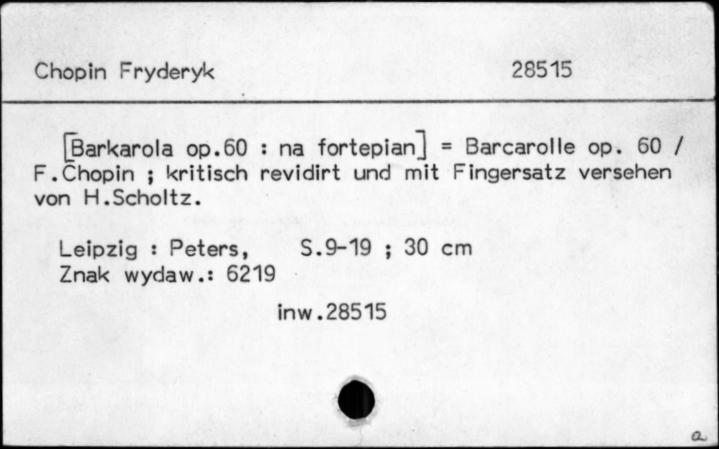 Chopin Fryderyk 28515
[Barkarola op.60 : na fortepian] = Barcarolle op. 60 /
F.Chopin ; kritisch revidirt und mit Fingersatz versehen
von H.Scholtz.
Leipzig : Peters, S.9-19 ; 30 cm
Znak wydaw.: 6219
inw.28515
a